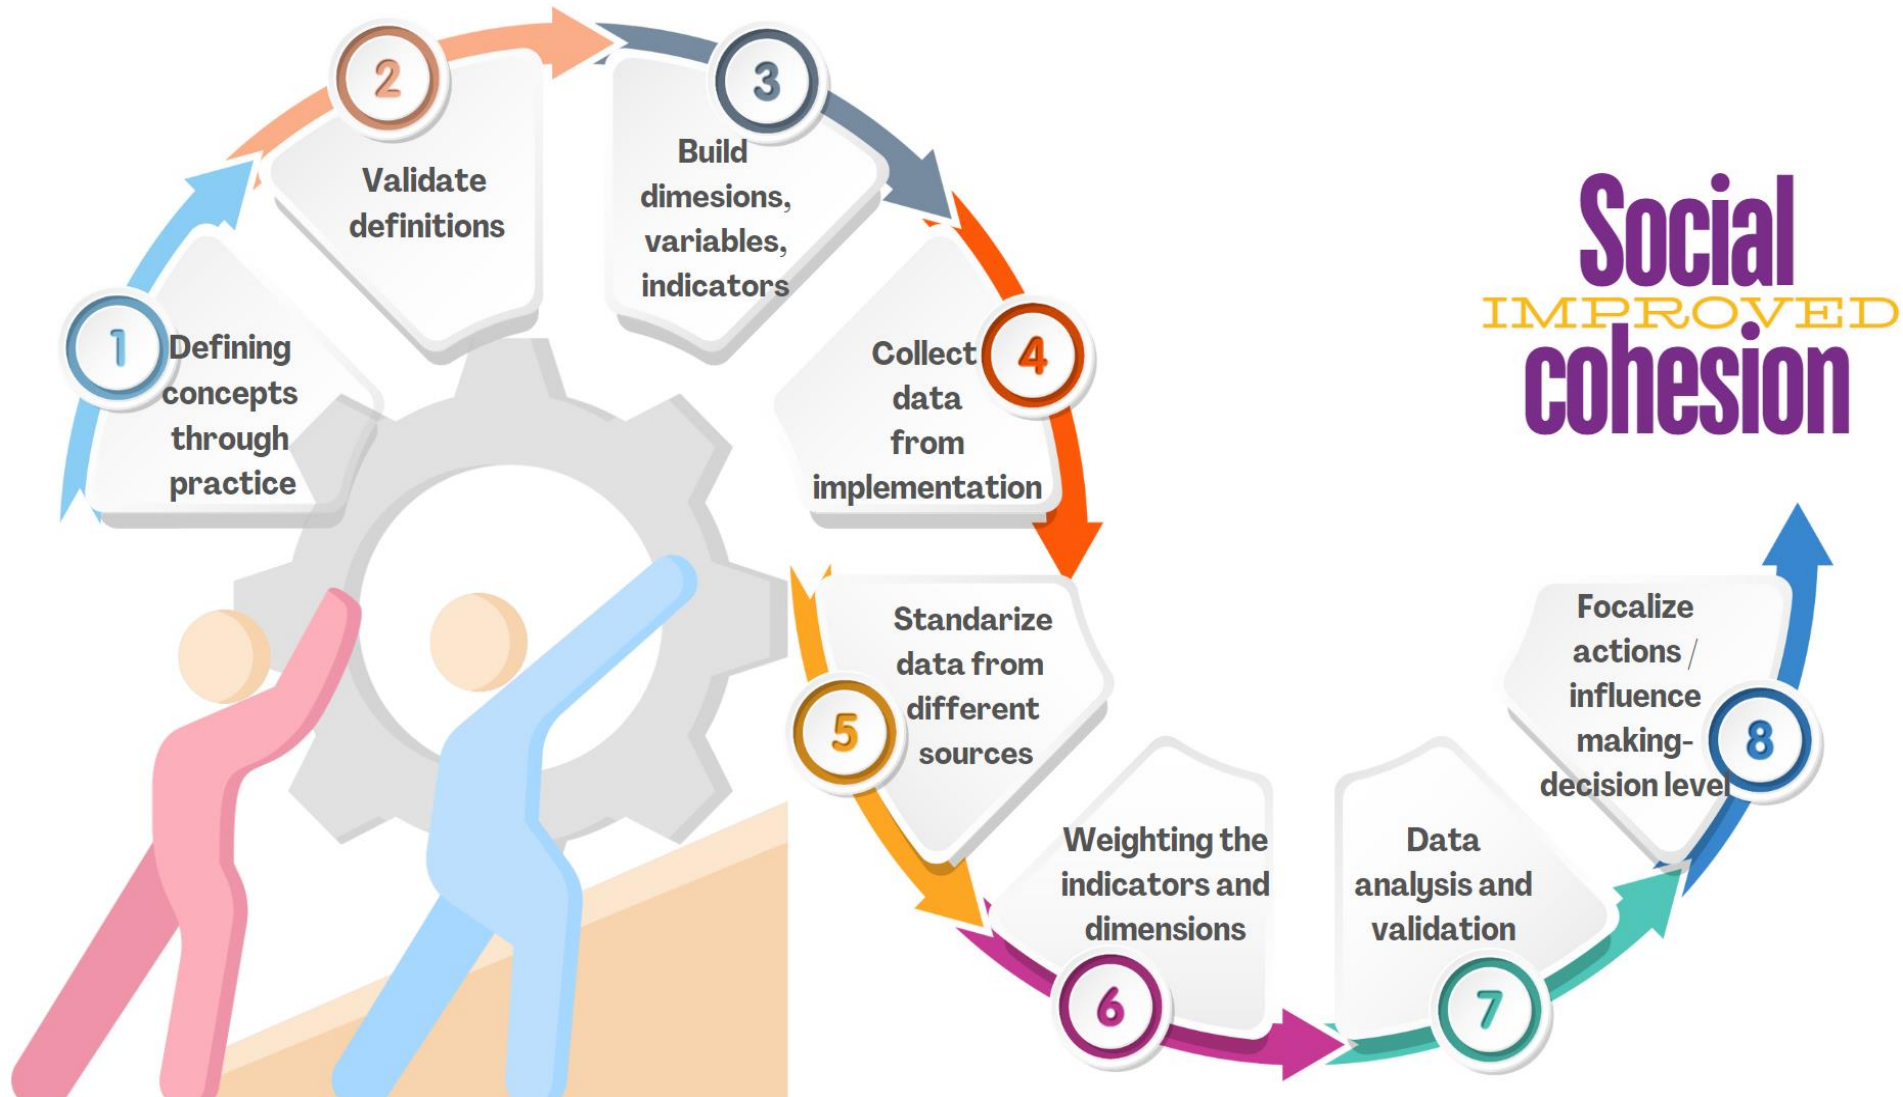 1
Defining
concepts
through
practice
2
Validate
definitions
3
Build
dimesions,
variables,
indicators
4
Collect
data
from
implementation
5
Standarize
data from
different
sources
6
Weighting the
indicators and
dimensions
7
Data
analysis and
validation
8
Focalize
actions /
influence
making-
decision level
Social
IMPROVED
cohesion